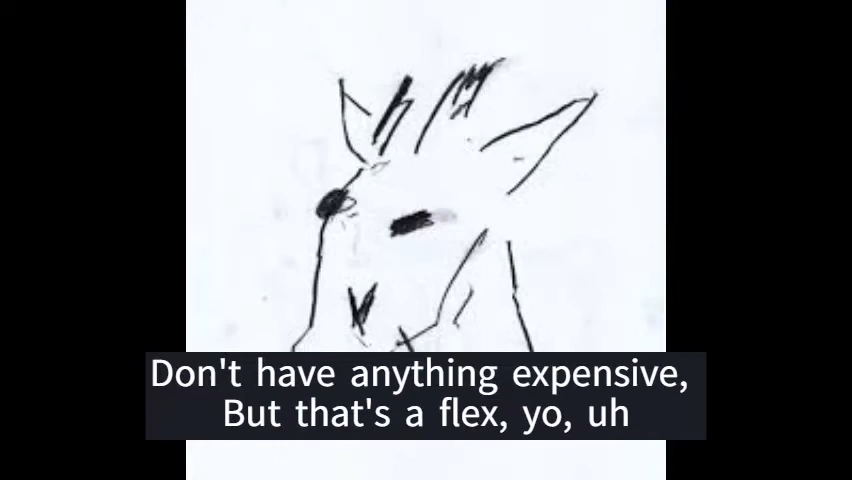 Don't have anything expensive,
But that's a flex, yo, uh